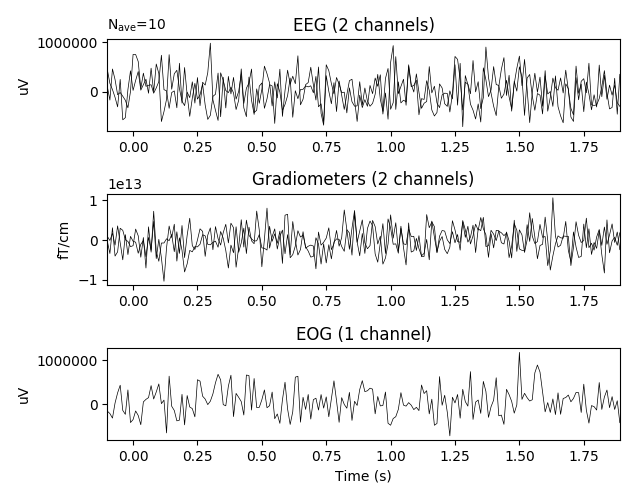 N_ave=10
EEG (2 channels)
1000000
0
uV
0.00 0.25 0.50 0.75 1.00 1.25 1.50 1.75
1e13
Gradiometers (2 channels)
1
0
−1
fT/cm
0.00 0.25 0.50 0.75 1.00 1.25 1.50 1.75
EOG (1 channel)
1000000
0
uV
0.00 0.25 0.50 0.75 1.00 1.25 1.50 1.75
Time (s)